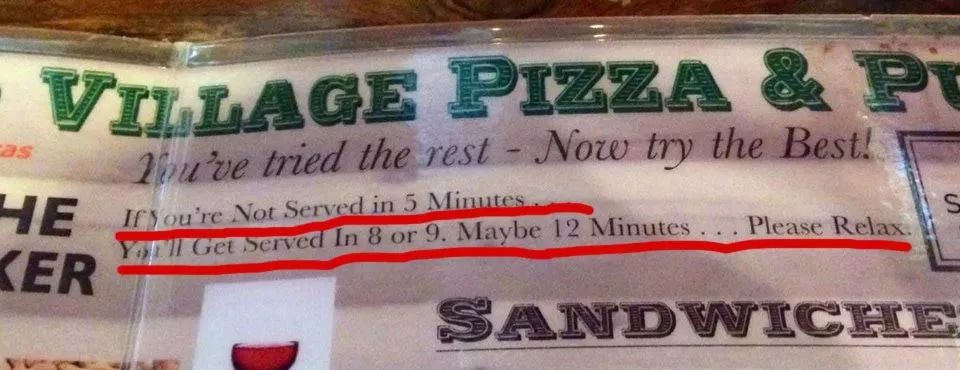 VILLAGE PIZZA &
You've tried the rest - Now try the Best!
If You're Not Served in 5 Minutes . . .
You'll Get Served In 8 or 9. Maybe 12 Minutes . . . Please Relax.
HE
KER
SANDWICHE